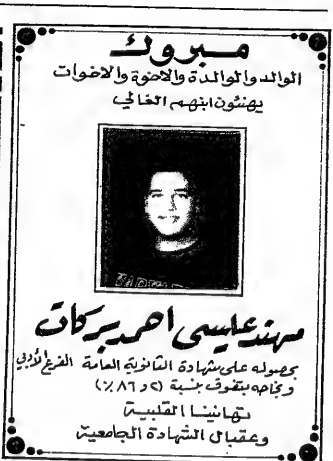 مبروك
الوالد والوالدة والاخوة والاخوات
يهنئون ابنهم الغالي
مهند عيسى احمد بركات
بحصوله على شهادة الثانوية العامة الفرع الأدبي
ونجاحه بتفوق بنسبة (٢و٨٦٪)
تهانينا القلبية
وعقبال الشهادة الجامعية